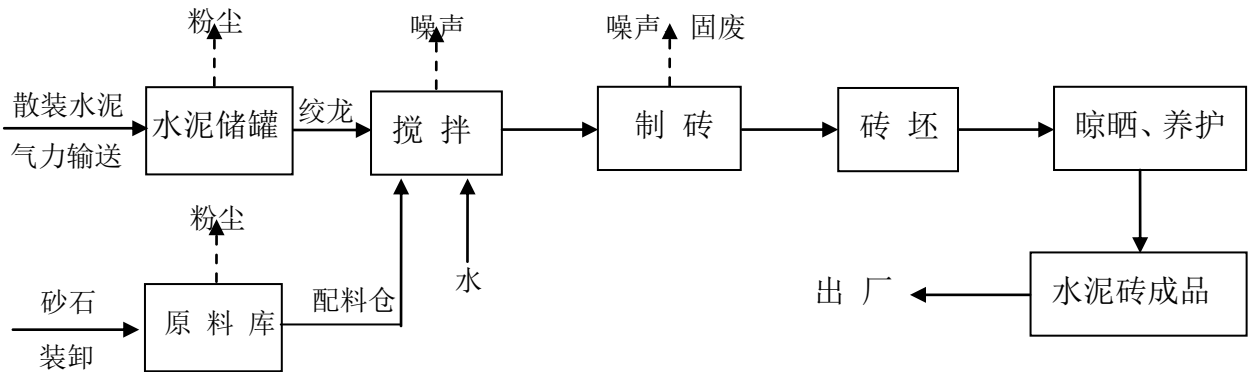 粉尘
噪声
噪声 固废
散装水泥
气力输送
水泥储罐
绞龙
搅 拌
制 砖
砖 坯
晾晒、养护
粉尘
砂石
装卸
原 料 库
配料仓
水
出 厂
水泥砖成品